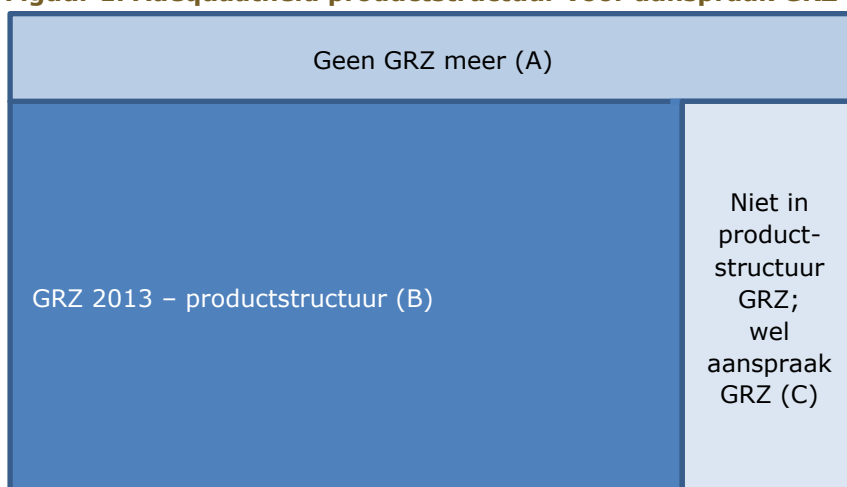 Geen GRZ meer (A)
GRZ 2013 – productstructuur (B)
Niet in
product-
structuur
GRZ;
wel
aanspraak
GRZ (C)